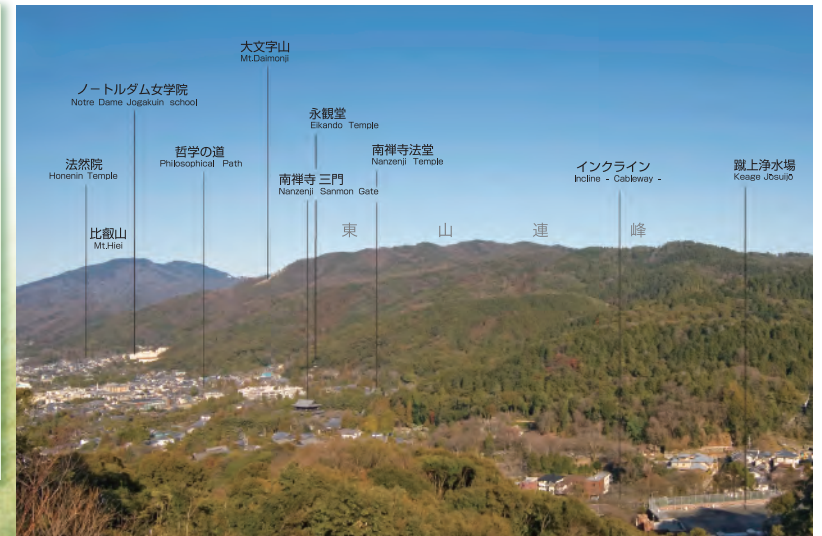 大文字山
Mt.Daimonji
ノートルダム女学院
Notre Dame Jogakuin school
永観堂
Eikando Temple
法然院
Honenin Temple
哲学の道
Philosophical Path
南禅寺法堂
Nanzenji Temple
南禅寺 三門
Nanzenji Sanmon Gate
インクライン
Incline - Cableway -
蹴上浄水場
Keage Jōsuijō
比叡山
Mt.Hiei
東山連峰